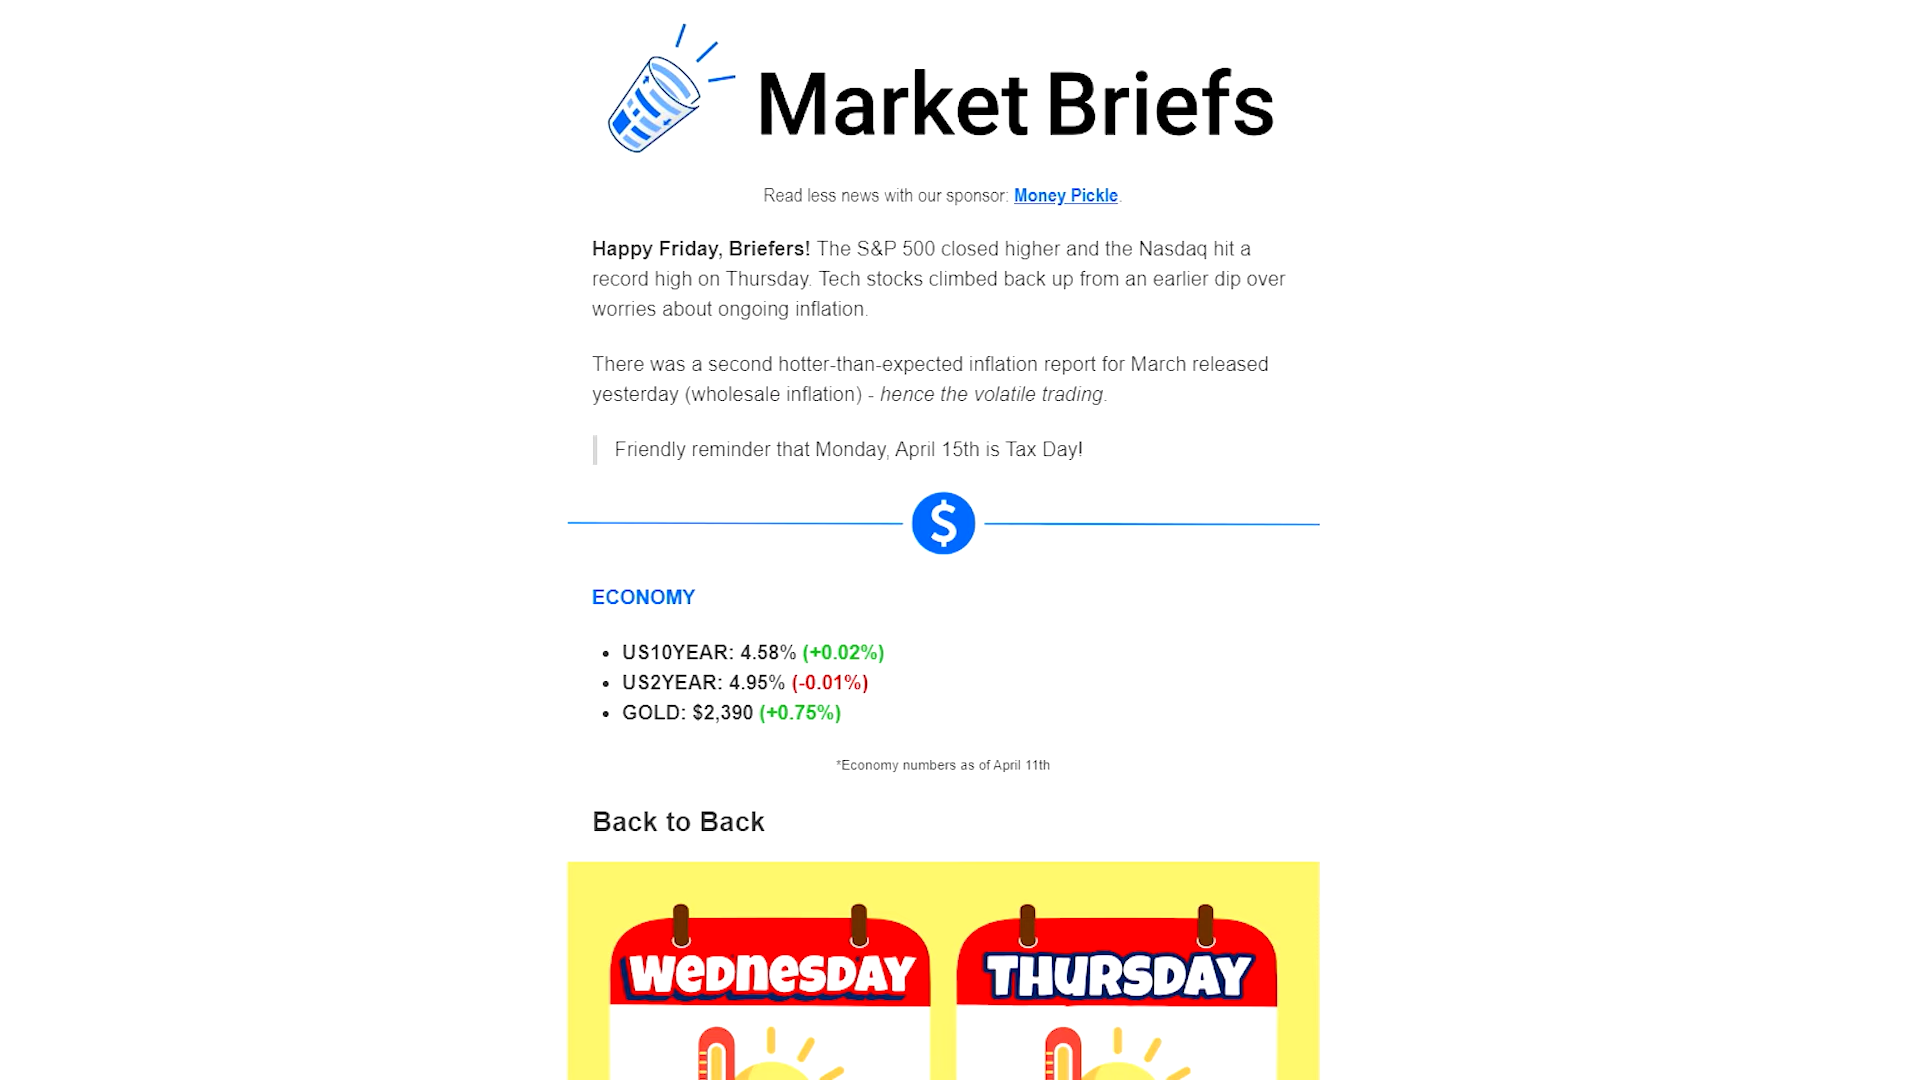 Market Briefs
Read less news with our sponsor: Money Pickle.
Happy Friday, Briefers! The S&P 500 closed higher and the Nasdaq hit a
record high on Thursday. Tech stocks climbed back up from an earlier dip over
worries about ongoing inflation.
There was a second hotter-than-expected inflation report for March released
yesterday (wholesale inflation) - hence the volatile trading.
Friendly reminder that Monday, April 15th is Tax Day!
$
ECONOMY
• US10YEAR: 4.58% (+0.02%)
• US2YEAR: 4.95% (-0.01%)
• GOLD: $2,390 (+0.75%)
*Economy numbers as of April 11th
Back to Back
WEDNESDAY THURSDAY